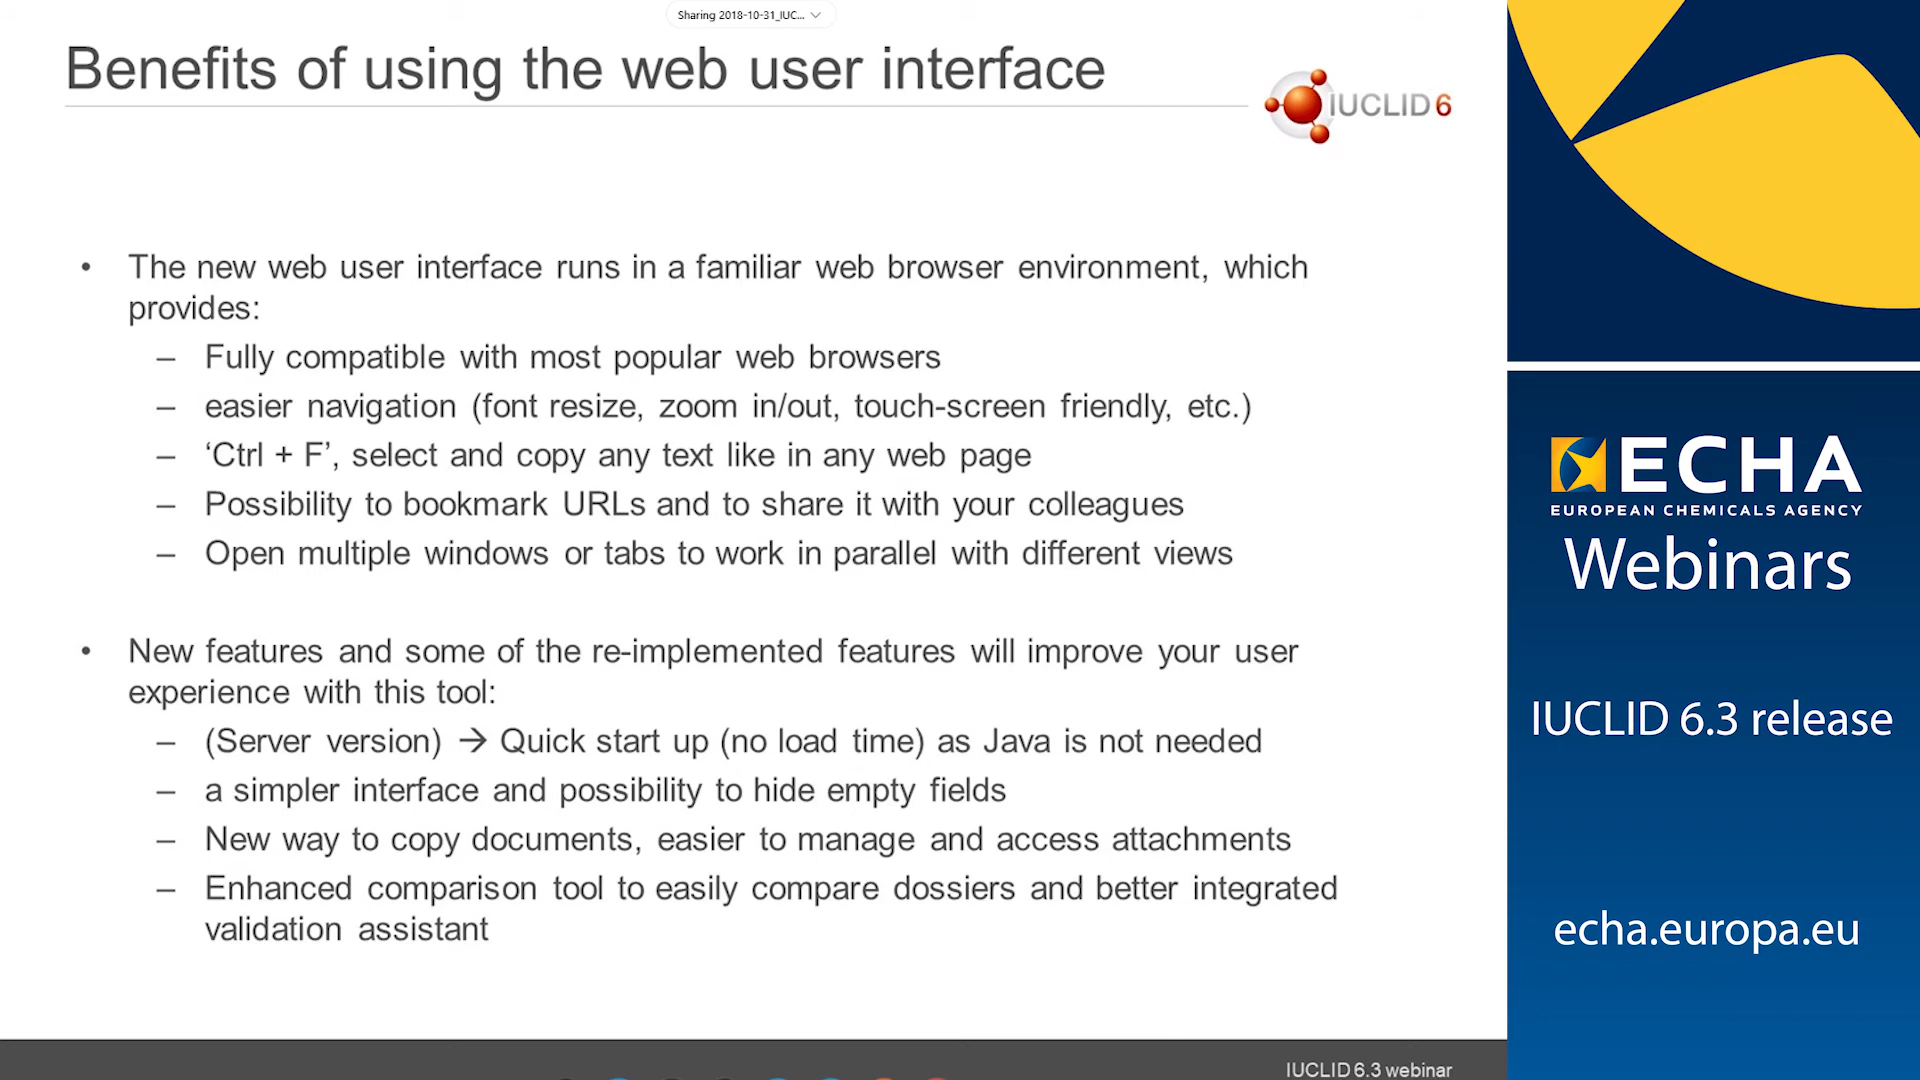 Sharing 2018-10-31_IUC...
Benefits of using the web user interface
IUCLID 6
• The new web user interface runs in a familiar web browser environment, which
provides:
– Fully compatible with most popular web browsers
– easier navigation (font resize, zoom in/out, touch-screen friendly, etc.)
– ‘Ctrl + F’, select and copy any text like in any web page
– Possibility to bookmark URLs and to share it with your colleagues
– Open multiple windows or tabs to work in parallel with different views
• New features and some of the re-implemented features will improve your user
experience with this tool:
– (Server version) → Quick start up (no load time) as Java is not needed
– a simpler interface and possibility to hide empty fields
– New way to copy documents, easier to manage and access attachments
– Enhanced comparison tool to easily compare dossiers and better integrated
validation assistant
IUCLID 6.3 webinar
ECHA
EUROPEAN CHEMICALS AGENCY
Webinars
IUCLID 6.3 release
echa.europa.eu